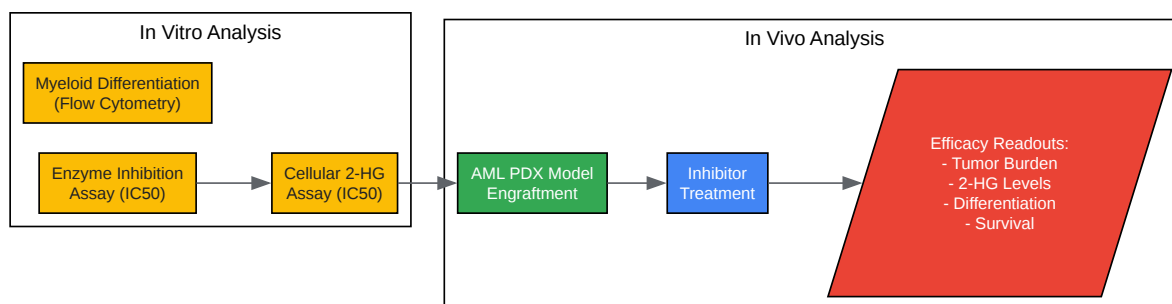 In Vitro Analysis
Myeloid Differentiation
(Flow Cytometry)
Enzyme Inhibition
Assay (IC50)
Cellular 2-HG
Assay (IC50)
In Vivo Analysis
AML PDX Model
Engraftment
Inhibitor
Treatment
Efficacy Readouts:
- Tumor Burden
- 2-HG Levels
- Differentiation
- Survival